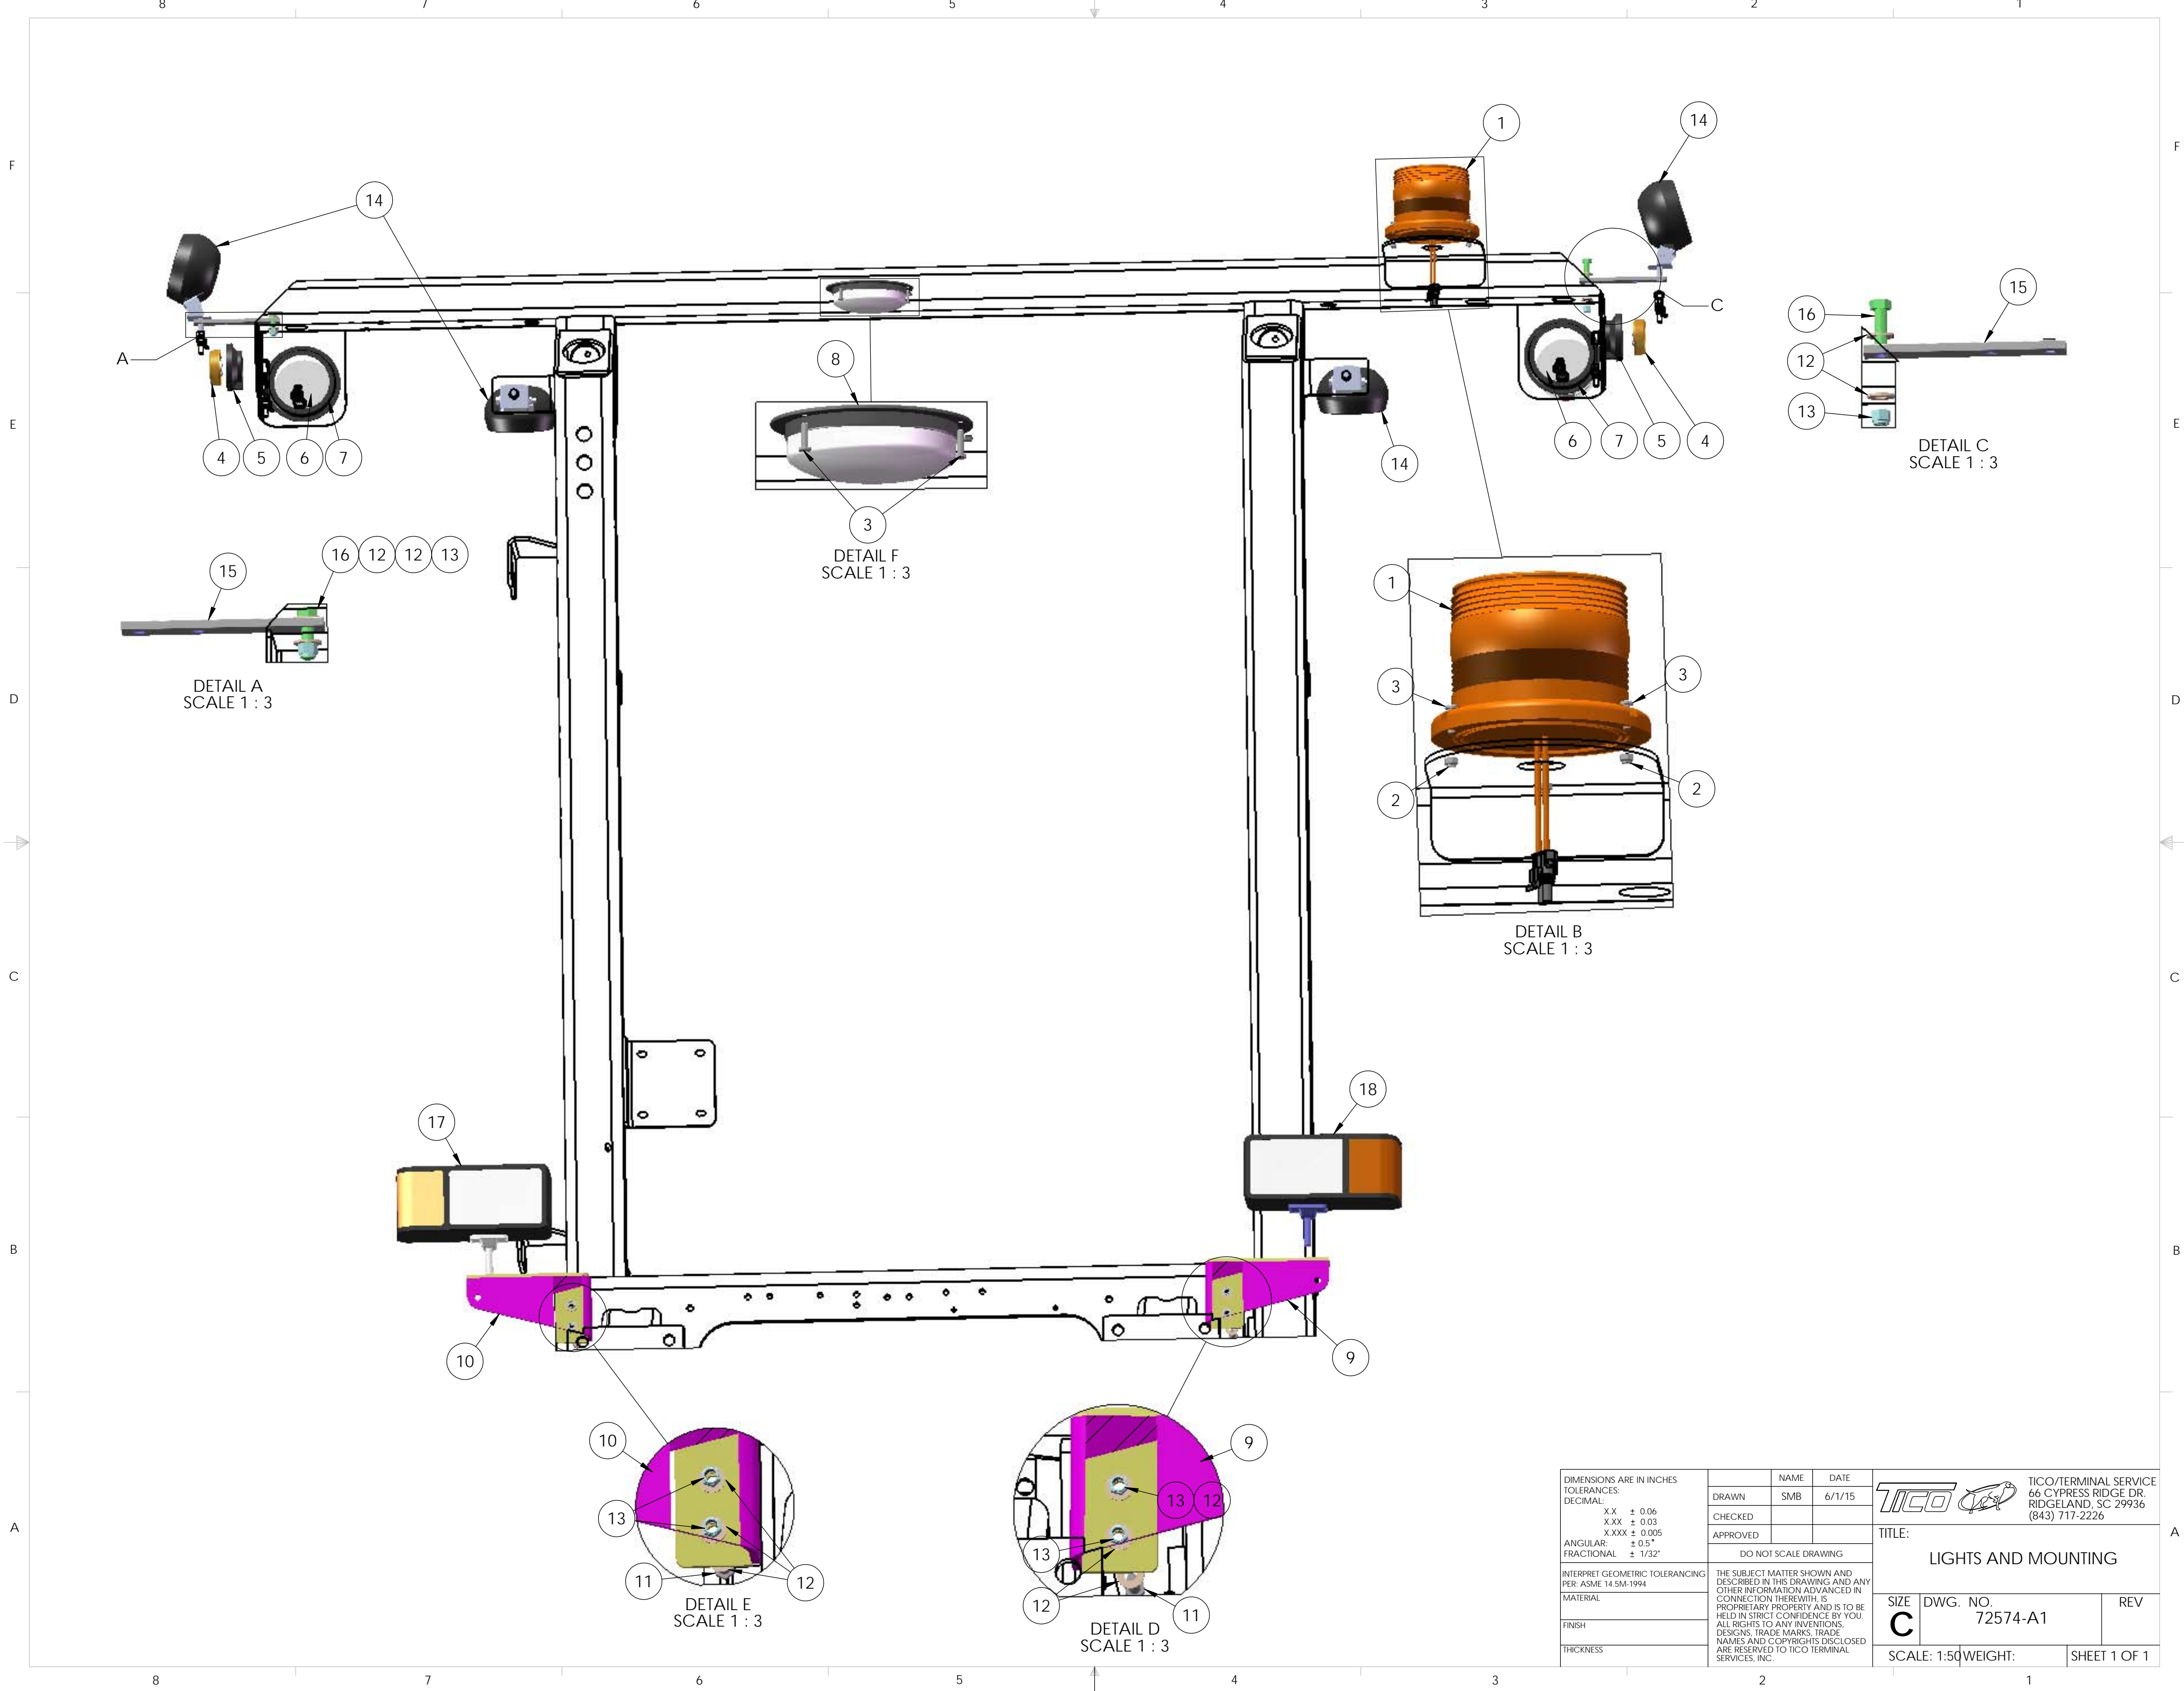 8 7 6 5 4 3 2 1
F
F
1
14
14
C
A
15
16
12
13
DETAIL C
SCALE 1 : 3
E
E
8
4 5 6 7
14
6 7 5 4
3
DETAIL F
SCALE 1 : 3
16 12 12 13
15
DETAIL A
SCALE 1 : 3
1
3
3
2
2
DETAIL B
SCALE 1 : 3
D
D
C
C
17
18
B
B
10
9
10
13
11
12
DETAIL E
SCALE 1 : 3
9
13 12
13
12
11
DETAIL D
SCALE 1 : 3
A
A
DIMENSIONS ARE IN INCHES
TOLERANCES:
DECIMAL:
X.X ± 0.06
X.XX ± 0.03
X.XXX ± 0.005
ANGULAR: ± 0.5°
FRACTIONAL ± 1/32"
INTERPRET GEOMETRIC TOLERANCING
PER: ASME 14.5M-1994
MATERIAL
FINISH
THICKNESS
NAME DATE
DRAWN SMB 6/1/15
CHECKED
APPROVED
DO NOT SCALE DRAWING
THE SUBJECT MATTER SHOWN AND
DESCRIBED IN THIS DRAWING AND ANY
OTHER INFORMATION ADVANCED IN
CONNECTION THEREWITH, IS
PROPRIETARY PROPERTY AND IS TO BE
HELD IN STRICT CONFIDENCE BY YOU.
ALL RIGHTS TO ANY INVENTIONS,
DESIGNS, TRADE MARKS, TRADE
NAMES AND COPYRIGHTS DISCLOSED
ARE RESERVED TO TICO TERMINAL
SERVICES, INC.
TICO
TICO/TERMINAL SERVICE
66 CYPRESS RIDGE DR.
RIDGELAND, SC 29936
(843) 717-2226
TITLE:
LIGHTS AND MOUNTING
SIZE DWG. NO. REV
C 72574-A1
SCALE: 1:50 WEIGHT: SHEET 1 OF 1
8 7 6 5 4 3 2 1